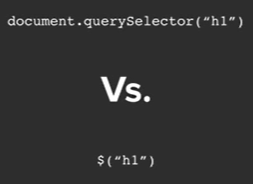 document.querySelector(“h1”)
Vs.
$(“h1”)